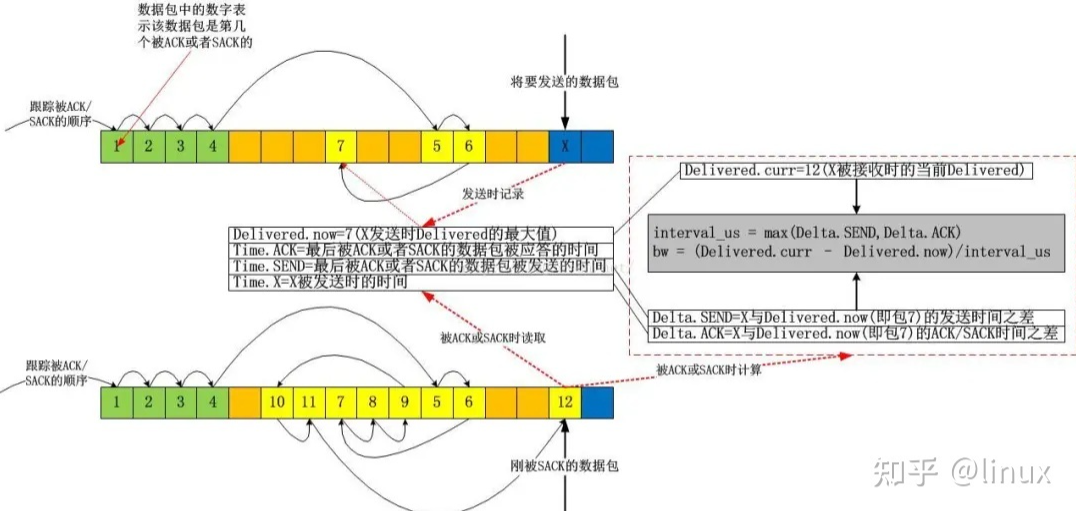 数据包中的数字表
示该数据包是第几
个被ACK或者SACK的
将要发送的数据包
跟踪被ACK/
SACK的顺序
1 2 3 4 7 5 6 X
发送时记录
Delivered.curr=12(X被接收时的当前Delivered)
Delivered.now=7(X发送时Delivered的最大值)
Time.ACK=最后被ACK或者SACK的数据包被应答的时间
Time.SEND=最后被ACK或者SACK的数据包被发送的时间
Time.X=X被发送时的时间
interval_us = max(Delta.SEND,Delta.ACK)
bw = (Delivered.curr - Delivered.now)/interval_us
Delta.SEND=X与Delivered.now(即包7)的发送时间之差
Delta.ACK=X与Delivered.now(即包7)的ACK/SACK时间之差
被ACK或SACK时读取
被ACK或SACK时计算
跟踪被ACK/
SACK的顺序
1 2 3 4 10 11 7 8 9 5 6 12
刚被SACK的数据包
知乎 @linux